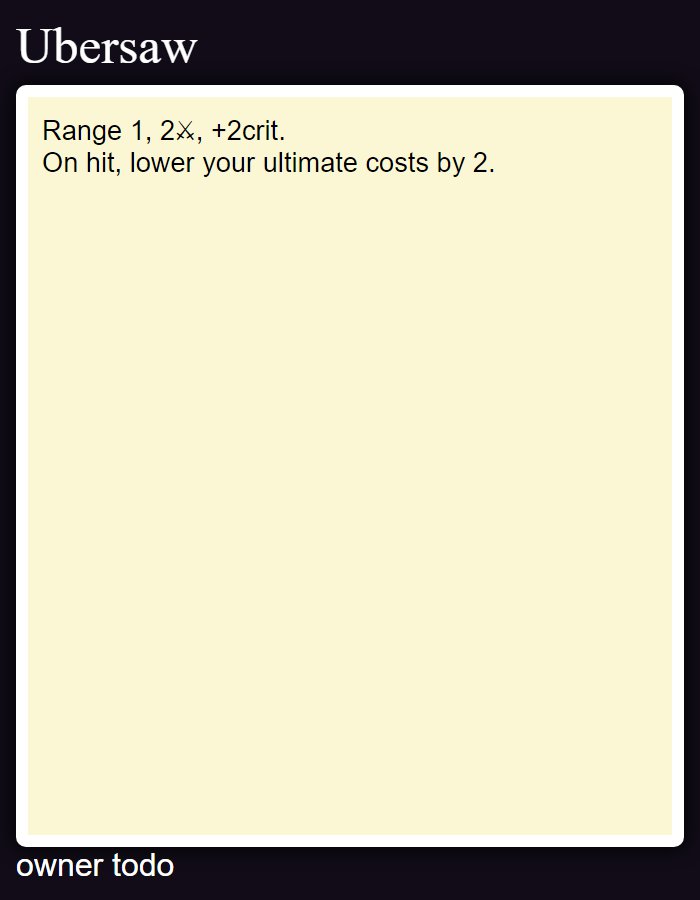 Ubersaw
Range 1, 2⚔, +2crit.
On hit, lower your ultimate costs by 2.
owner todo